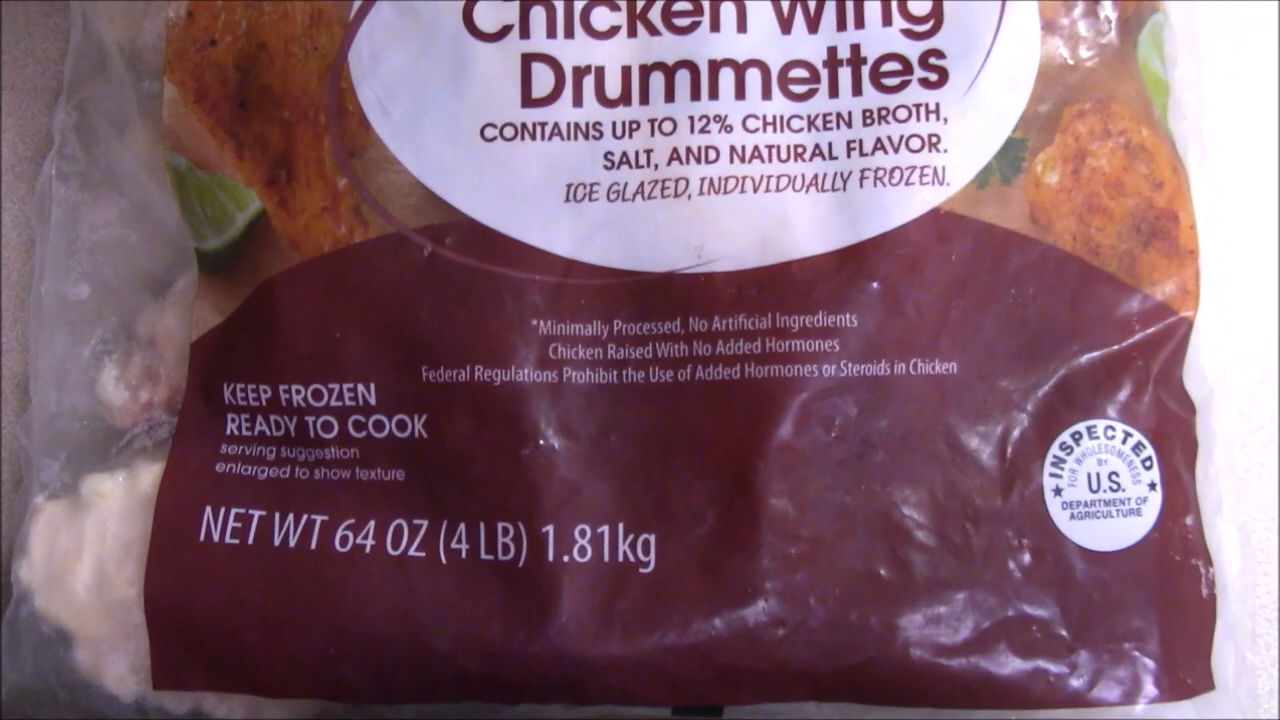 Chicken Wing
Drummettes
CONTAINS UP TO 12% CHICKEN BROTH,
SALT, AND NATURAL FLAVOR.
ICE GLAZED, INDIVIDUALLY FROZEN.
*Minimally Processed, No Artificial Ingredients
Chicken Raised With No Added Hormones
Federal Regulations Prohibit the Use of Added Hormones or Steroids in Chicken
KEEP FROZEN
READY TO COOK
serving suggestion
enlarged to show texture
NET WT 64 OZ (4 LB) 1.81kg
INSPECTED
FOR WHOLESOMENESS
BY
U.S.
DEPARTMENT OF
AGRICULTURE